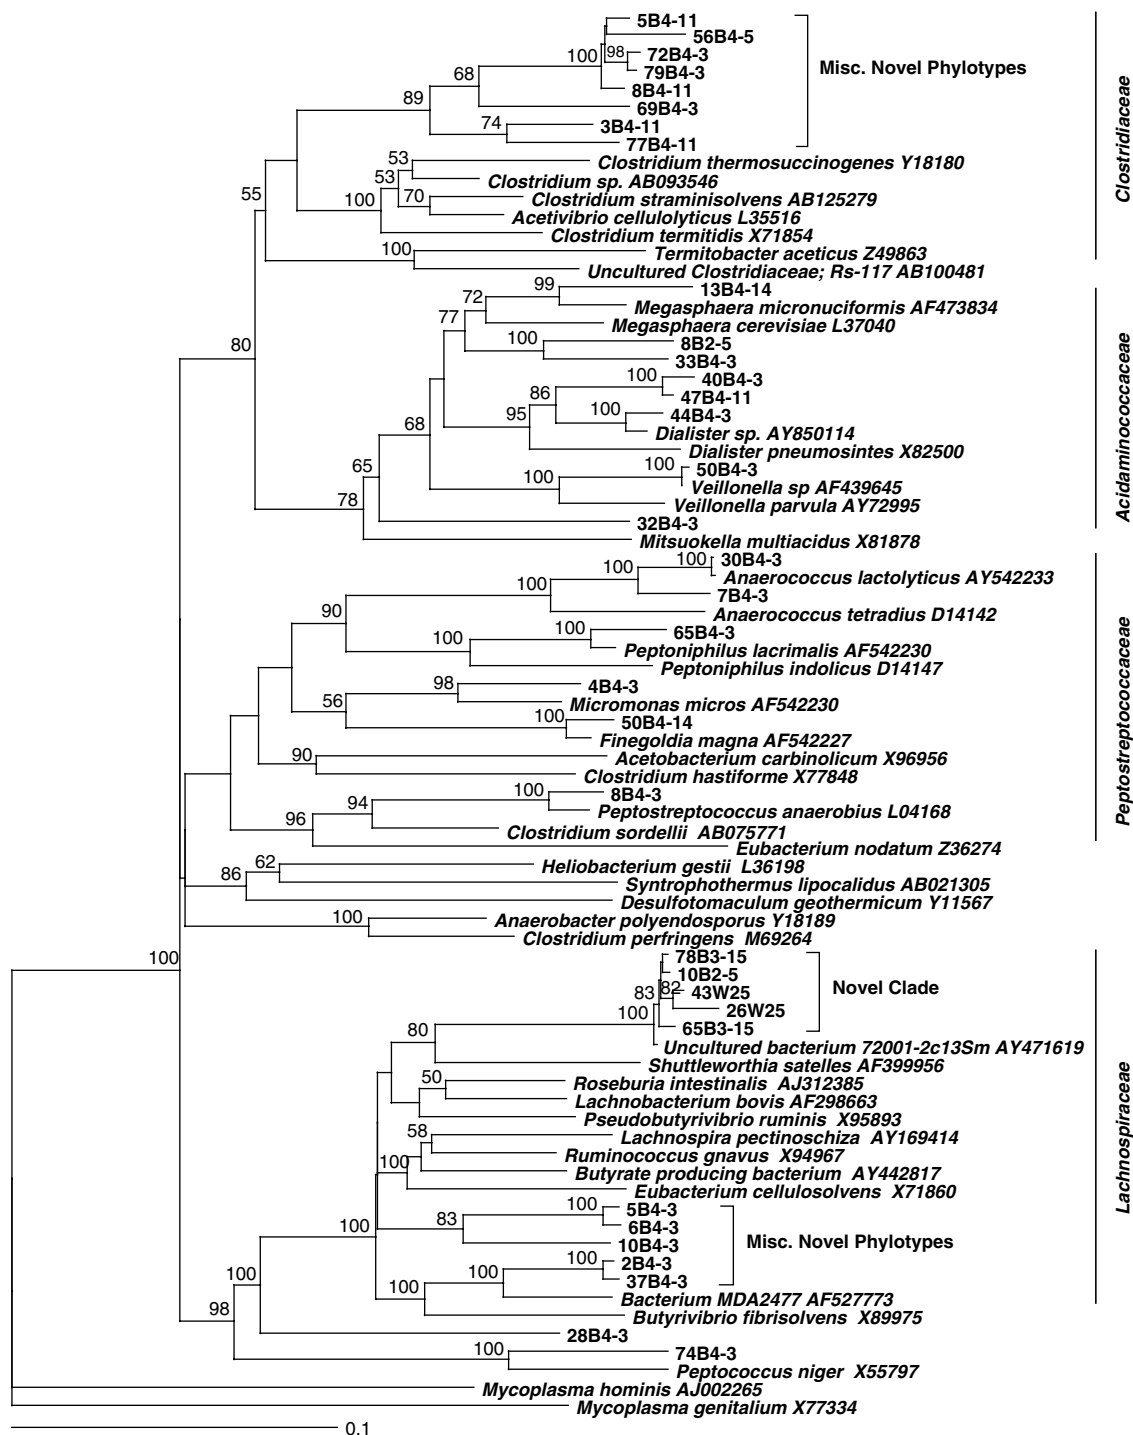 5B4-11
56B4-5
98
72B4-3
100
79B4-3
Misc. Novel Phylotypes
68
8B4-11
89
69B4-3
74
3B4-11
77B4-11
Clostridiaceae
53
Clostridium thermosuccinogenes Y18180
53
Clostridium sp. AB093546
55
70
Clostridium straminisolvens AB125279
100
Acetivibrio cellulolyticus L35516
Clostridium termitidis X71854
100
Termitobacter aceticus Z49863
Uncultured Clostridiaceae; Rs-117 AB100481
99
13B4-14
72
Megasphaera micronuciformis AF473834
77
Megasphaera cerevisiae L37040
80
100
8B2-5
33B4-3
100
40B4-3
86
47B4-11
95
100
44B4-3
68
Dialister sp. AY850114
Dialister pneumosintes X82500
65
100
50B4-3
100
Veillonella sp AF439645
78
Veillonella parvula AY72995
32B4-3
Mitsuokella multiacidus X81878
Acidaminococcaceae
100
30B4-3
100
Anaerococcus lactolyticus AY542233
100
7B4-3
90
Anaerococcus tetradius D14142
100
65B4-3
100
Peptoniphilus lacrimalis AF542230
Peptoniphilus indolicus D14147
98
4B4-3
56
Micromonas micros AF542230
100
50B4-14
Finegoldia magna AF542227
90
Acetobacterium carbinolicum X96956
Clostridium hastiforme X77848
100
8B4-3
94
Peptostreptococcus anaerobius L04168
96
Clostridium sordellii AB075771
Eubacterium nodatum Z36274
Peptostreptococcaceae
62
Heliobacterium gestii L36198
86
Syntrophothermus lipocalidus AB021305
Desulfotomaculum geothermicum Y11567
100
Anaerobacter polyendosporus Y18189
Clostridium perfringens M69264
100
78B3-15
10B2-5
83
82
43W25
Novel Clade
26W25
100
65B3-15
80
Uncultured bacterium 72001-2c13Sm AY471619
Shuttleworthia satelles AF399956
50
Roseburia intestinalis AJ312385
Lachnobacterium bovis AF298663
Pseudobutyrivibrio ruminis X95893
58
Lachnospira pectinoschiza AY169414
100
Ruminococcus gnavus X94967
Butyrate producing bacterium AY442817
Eubacterium cellulosolvens X71860
100
5B4-3
83
6B4-3
100
10B4-3
Misc. Novel Phylotypes
100
2B4-3
100
37B4-3
100
Bacterium MDA2477 AF527773
Butyrivibrio fibrisolvens X89975
Lachnospiraceae
100
98
28B4-3
100
74B4-3
Peptococcus niger X55797
Mycoplasma hominis AJ002265
Mycoplasma genitalium X77334
0.1